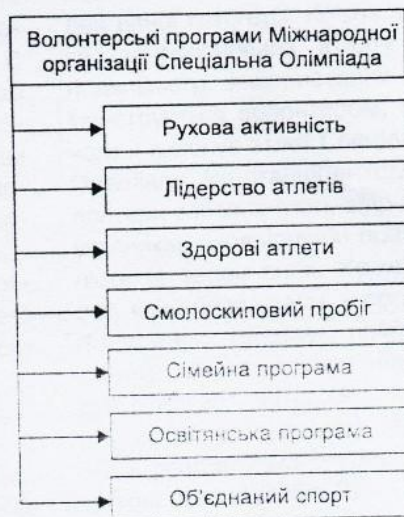 Волонтерські програми Міжнародної
організації Спеціальна Олімпіада
Рухова активність
Лідерство атлетів
Здорові атлети
Смолоскиповий пробіг
Сімейна програма
Освітянська програма
Об'єднаний спорт